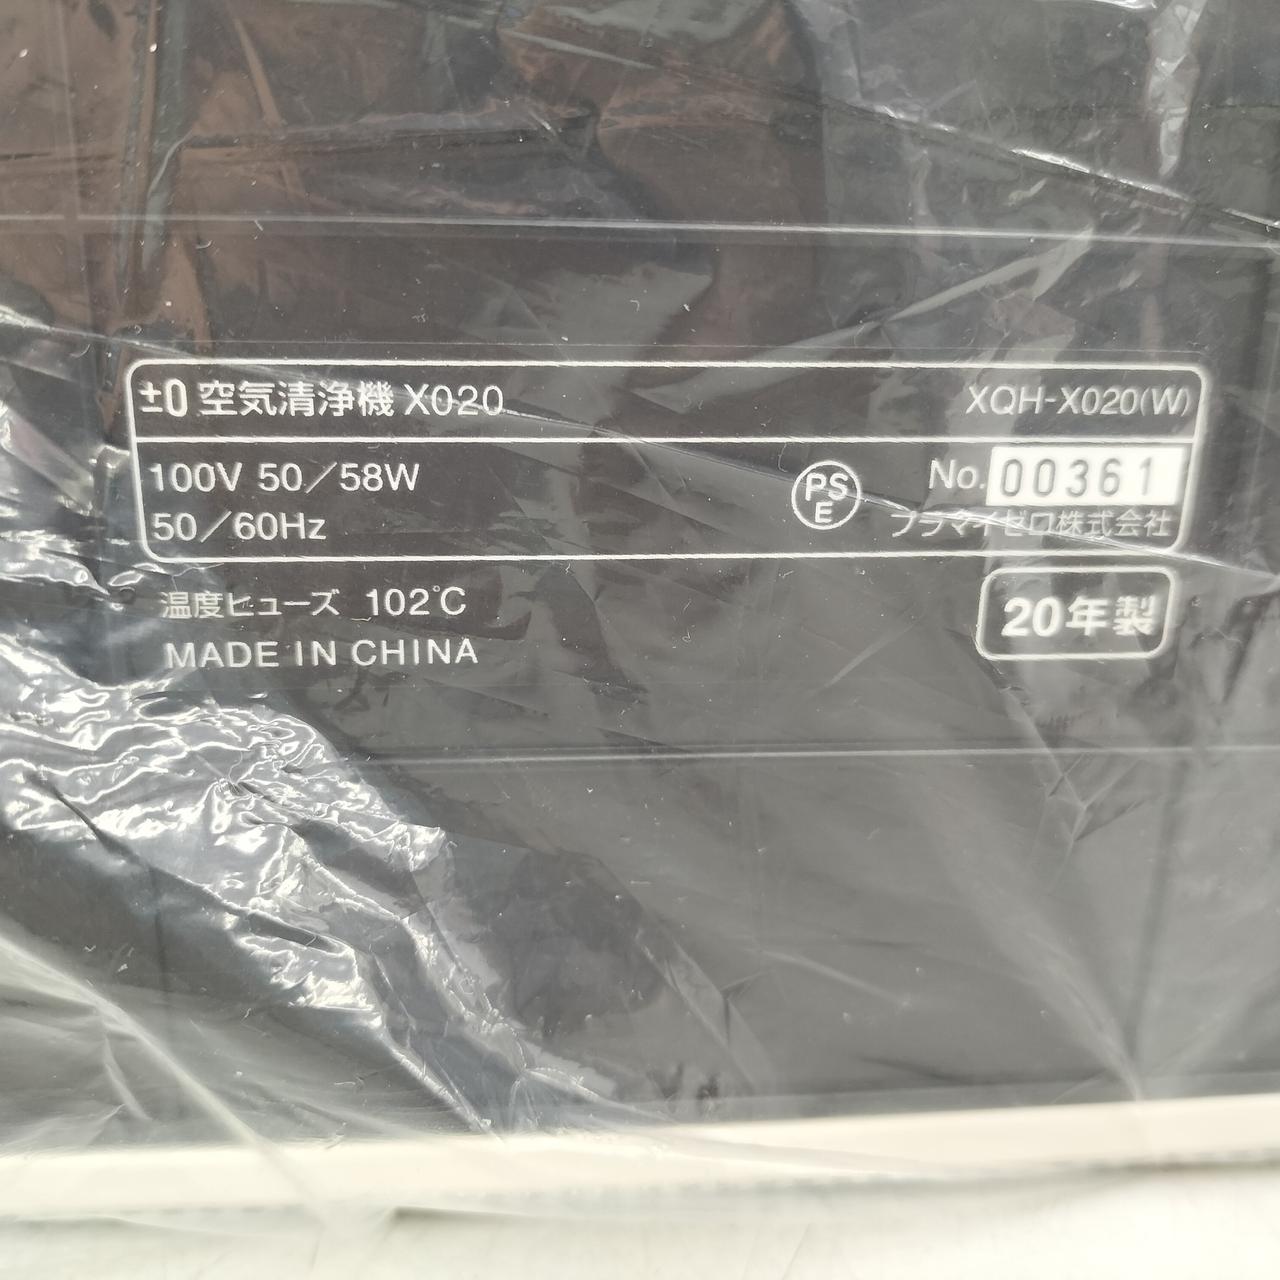 ±0 空気清浄機 X020 XQH-X020(W)
100V 50／58W
50／60Hz
PS
E
No. 00361
プラマイゼロ株式会社
温度ヒューズ 102℃
MADE IN CHINA
20年製